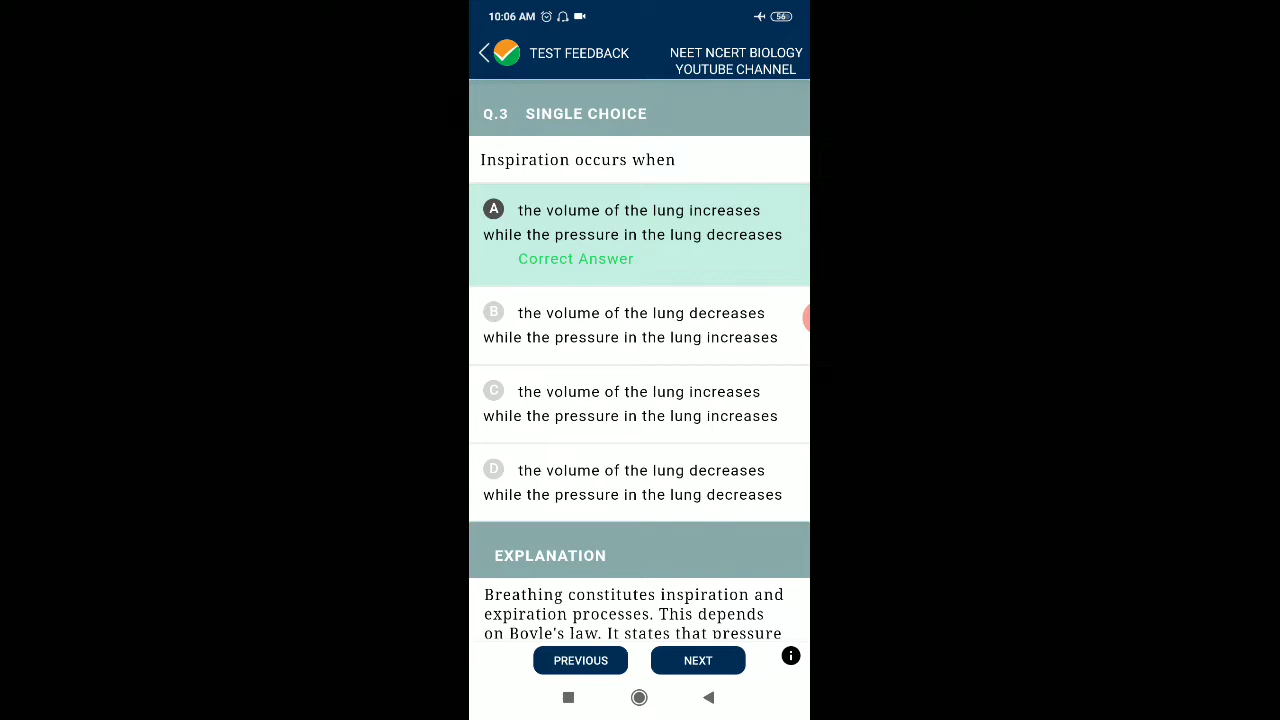 10:06 AM 56
TEST FEEDBACK
NEET NCERT BIOLOGY
YOUTUBE CHANNEL
Q.3 SINGLE CHOICE
Inspiration occurs when
A the volume of the lung increases
while the pressure in the lung decreases
Correct Answer
B the volume of the lung decreases
while the pressure in the lung increases
C the volume of the lung increases
while the pressure in the lung increases
D the volume of the lung decreases
while the pressure in the lung decreases
EXPLANATION
Breathing constitutes inspiration and
expiration processes. This depends
on Boyle's law. It states that pressure
PREVIOUS NEXT